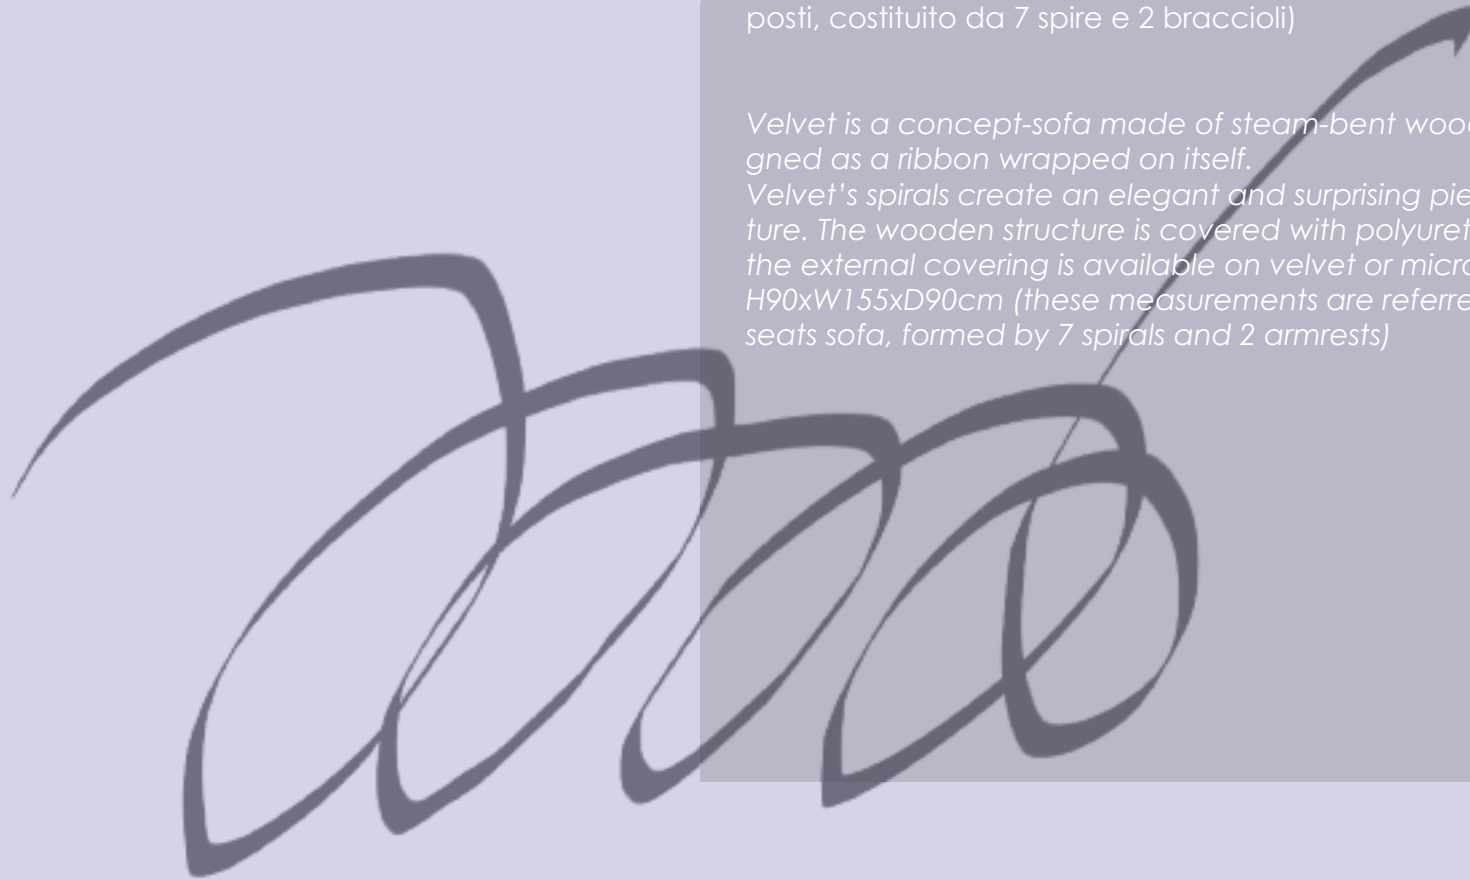 posti, costituito da 7 spire e 2 braccioli)
Velvet is a concept-sofa made of steam-bent
gned as a ribbon wrapped on itself.
Velvet's spirals create an elegant and surprising
ture. The wooden structure is covered with
the external covering is available on velvet or
H90xW155xD90cm (these measurements are
seats sofa, formed by 7 spirals and 2 armrests)